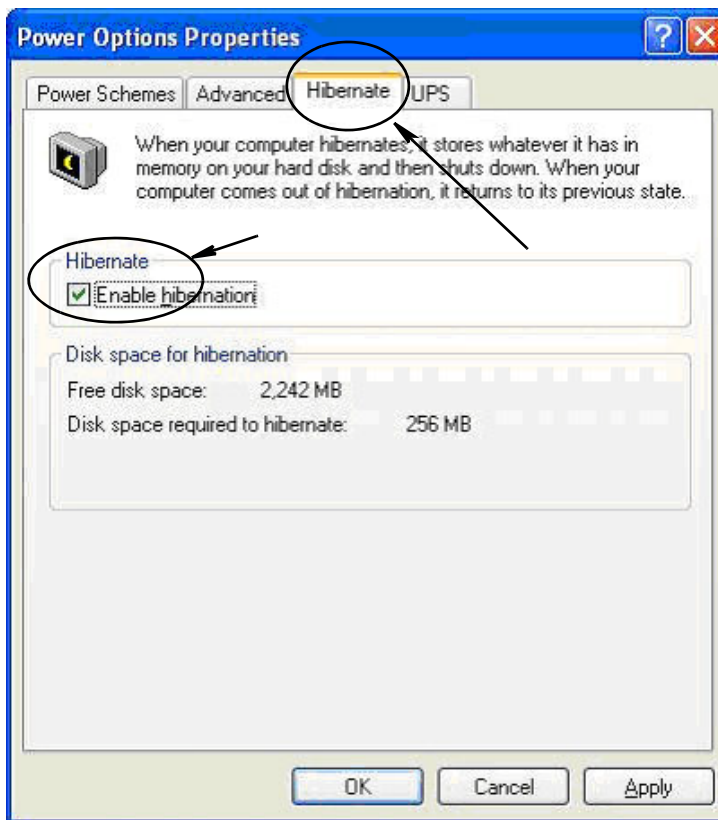 Power Options Properties
Power Schemes Advanced Hibernate UPS
When your computer hibernates, it stores whatever it has in
memory on your hard disk and then shuts down. When your
computer comes out of hibernation, it returns to its previous state.
Hibernate
Enable hibernation
Disk space for hibernation
Free disk space: 2,242 MB
Disk space required to hibernate: 256 MB
OK Cancel Apply